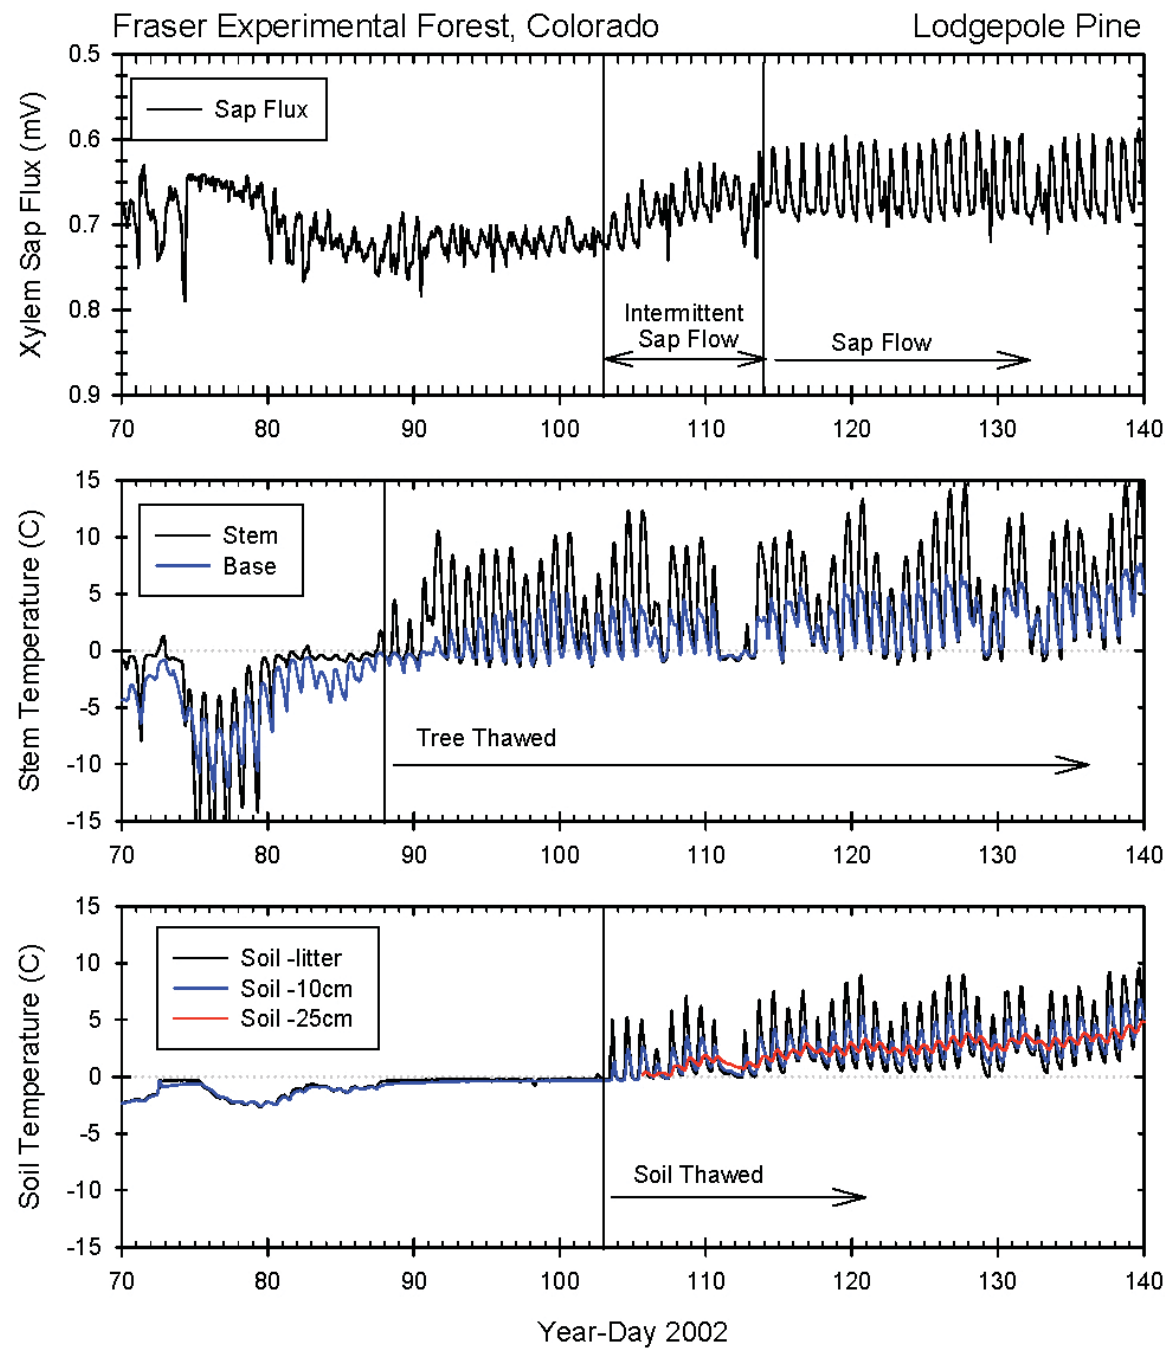 Fraser Experimental Forest, Colorado Lodgepole Pine
Xylem Sap Flux (mV)
0.5
0.6
0.7
0.8
0.9
Sap Flux
Intermittent
Sap Flow
Sap Flow
70 80 90 100 110 120 130 140
Stem Temperature (C)
15
10
5
0
-5
-10
-15
Stem
Base
Tree Thawed
70 80 90 100 110 120 130 140
Soil Temperature (C)
15
10
5
0
-5
-10
-15
Soil -litter
Soil -10cm
Soil -25cm
Soil Thawed
70 80 90 100 110 120 130 140
Year-Day 2002